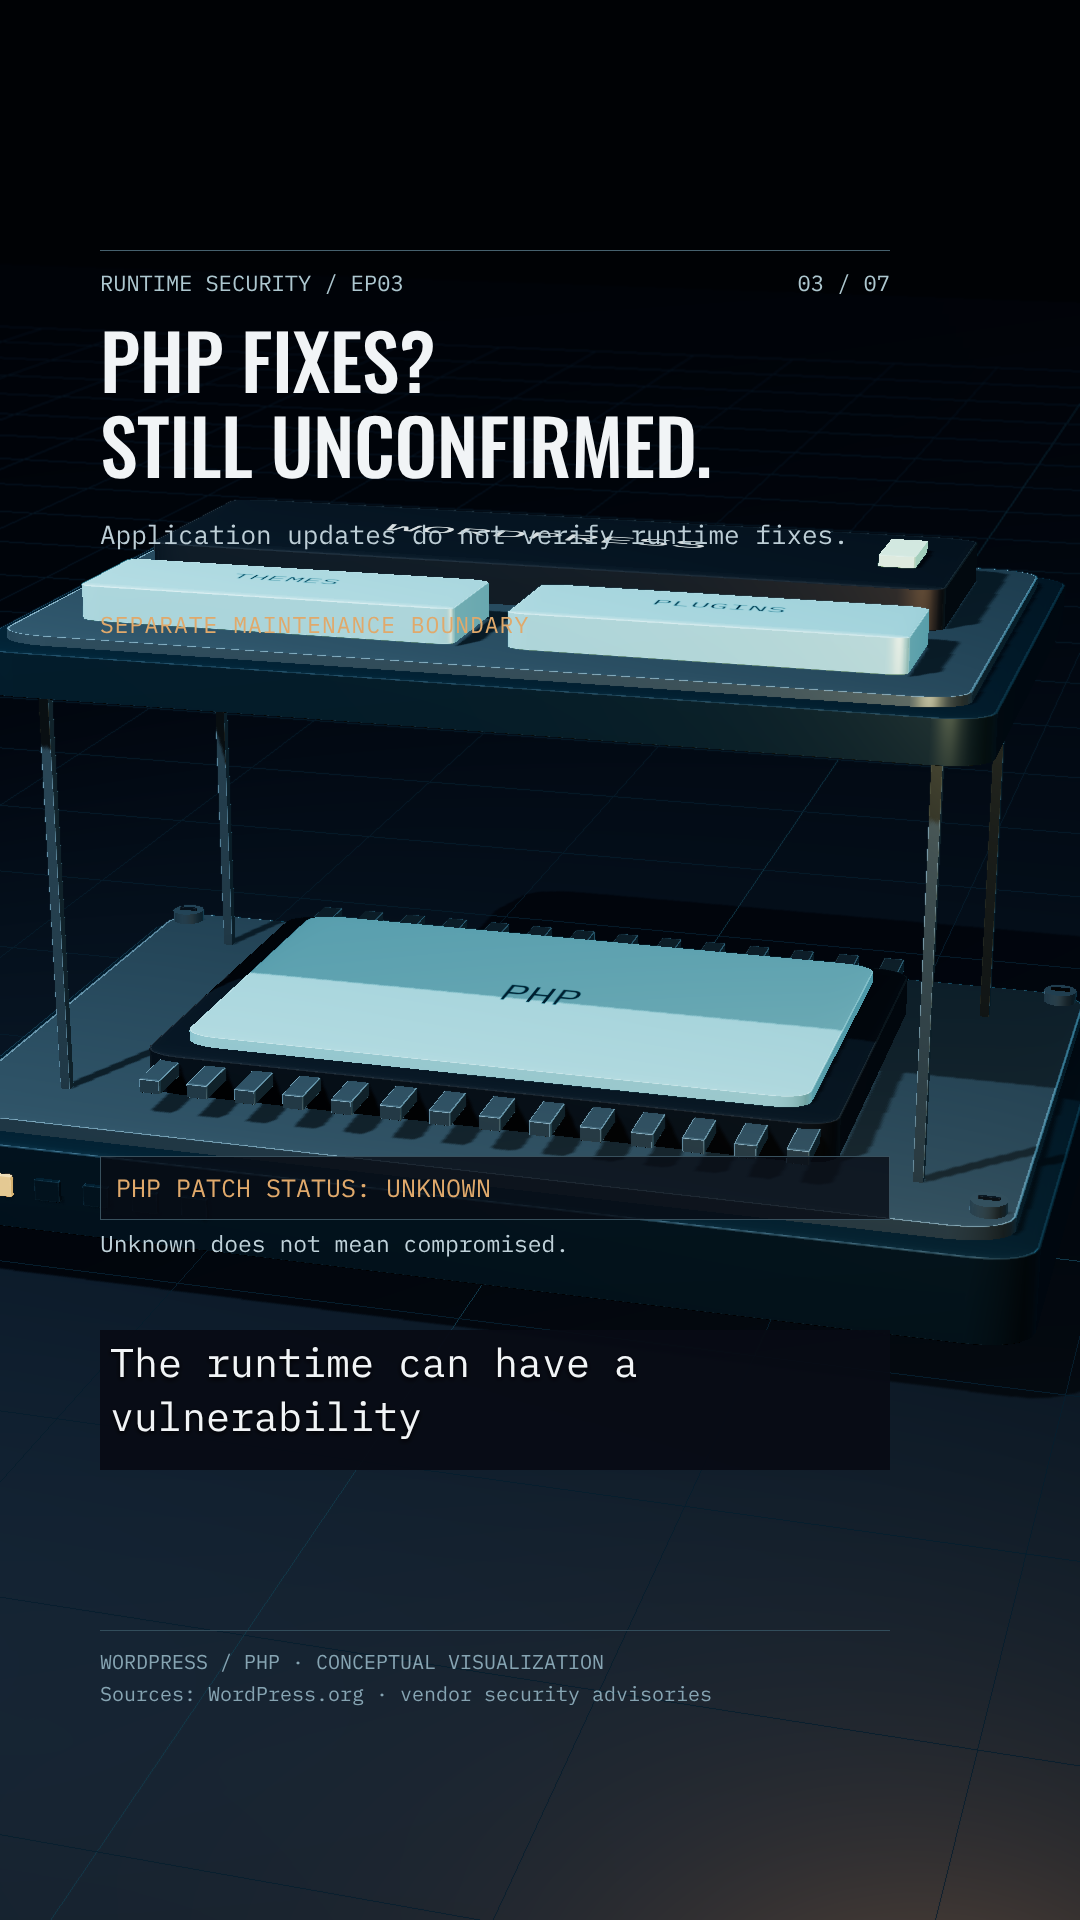 RUNTIME SECURITY / EP03
03 / 07
PHP FIXES?
STILL UNCONFIRMED.
Application updates do not verify runtime fixes.
WORDPRESS
THEMES
PLUGINS
SEPARATE MAINTENANCE BOUNDARY
PHP
PHP PATCH STATUS: UNKNOWN
Unknown does not mean compromised.
The runtime can have a
vulnerability
WORDPRESS / PHP · CONCEPTUAL VISUALIZATION
Sources: WordPress.org · vendor security advisories